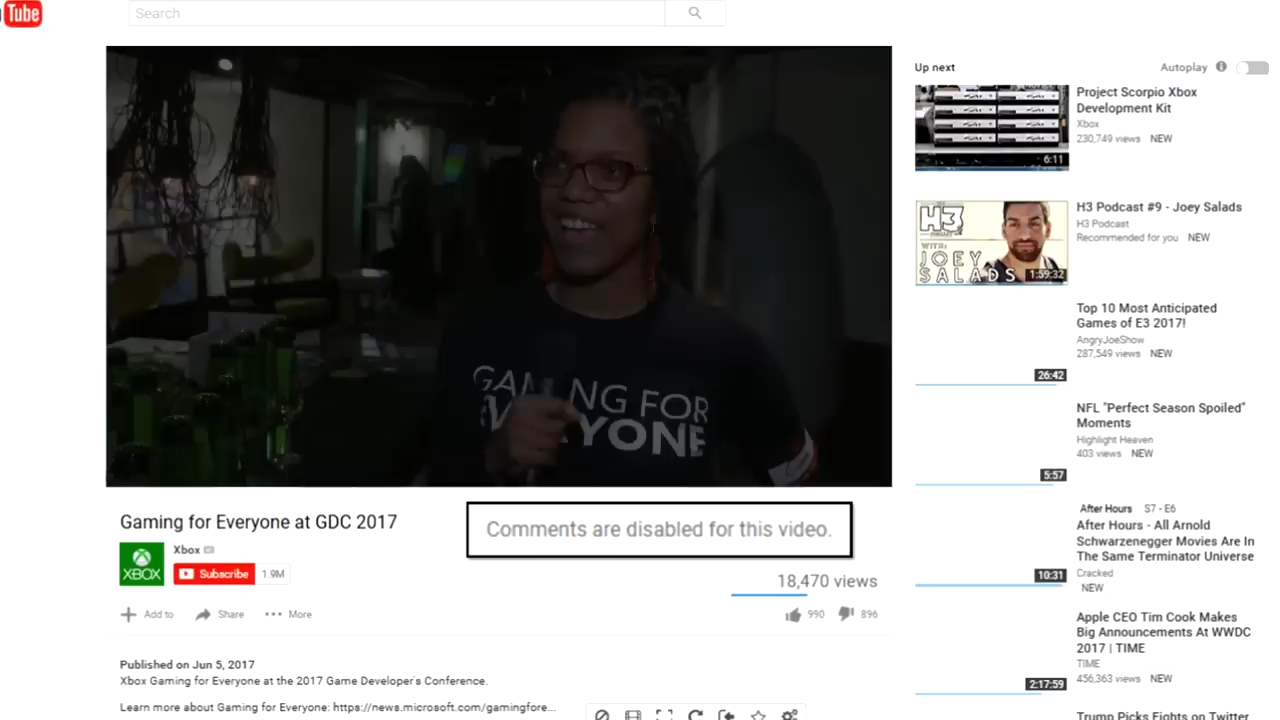 Tube
Search
GAMING FOR
EVERYONE
Gaming for Everyone at GDC 2017
Comments are disabled for this video.
XBOX
Xbox
Subscribe 1.9M
18,470 views
Add to Share More
990 896
Published on Jun 5, 2017
Xbox Gaming for Everyone at the 2017 Game Developer's Conference.
Learn more about Gaming for Everyone: https://news.microsoft.com/gamingfore...
Up next Autoplay
Project Scorpio Xbox
Development Kit
Xbox
230,749 views NEW
6:11
H3 Podcast #9 - Joey Salads
H3 Podcast
Recommended for you NEW
H3
WITH:
JOEY
SALADS
1:59:32
Top 10 Most Anticipated
Games of E3 2017!
AngryJoeShow
287,549 views NEW
26:42
NFL "Perfect Season Spoiled"
Moments
Highlight Heaven
403 views NEW
5:57
After Hours S7 - E6
After Hours - All Arnold
Schwarzenegger Movies Are In
The Same Terminator Universe
Cracked
NEW
10:31
Apple CEO Tim Cook Makes
Big Announcements At WWDC
2017 | TIME
TIME
456,363 views NEW
2:17:59
Trump Picks Fights on Twitter